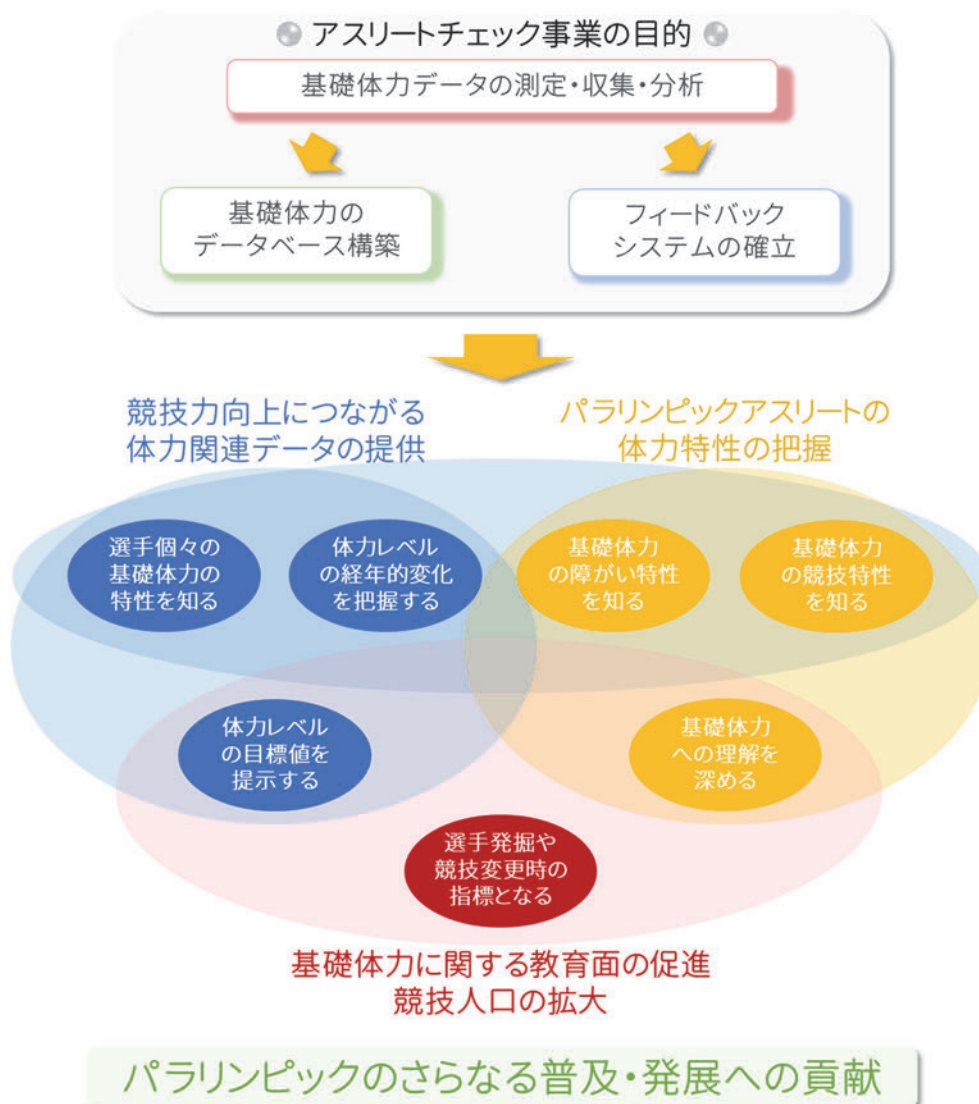 アスリートチェック事業の目的
基礎体力データの測定・収集・分析
基礎体力の
データベース構築
フィードバック
システムの確立
競技力向上につながる
体力関連データの提供
パラリンピックアスリートの
体力特性の把握
選手個々の
基礎体力の
特性を知る
体力レベル
の経年的変化
を把握する
基礎体力
の障がい特性
を知る
基礎体力
の競技特性
を知る
体力レベル
の目標値を
提示する
基礎体力
への理解を
深める
選手発掘や
競技変更時の
指標となる
基礎体力に関する教育面の促進
競技人口の拡大
パラリンピックのさらなる普及・発展への貢献